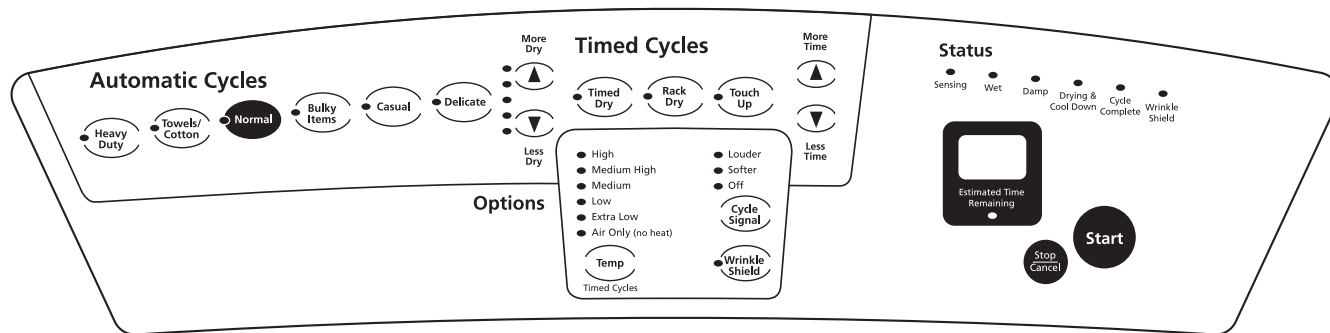 Automatic Cycles
Heavy
Duty
Towels/
Cotton
Normal
Bulky
Items
Casual
Delicate
More
Dry
Less
Dry
Timed Cycles
Timed
Dry
Rack
Dry
Touch
Up
More
Time
Less
Time
Options
High
Medium High
Medium
Low
Extra Low
Air Only (no heat)
Temp
Timed Cycles
Louder
Softer
Off
Cycle
Signal
Wrinkle
Shield
Status
Sensing
Wet
Damp
Drying &
Cool Down
Cycle
Complete
Wrinkle
Shield
Estimated Time
Remaining
Stop
Cancel
Start